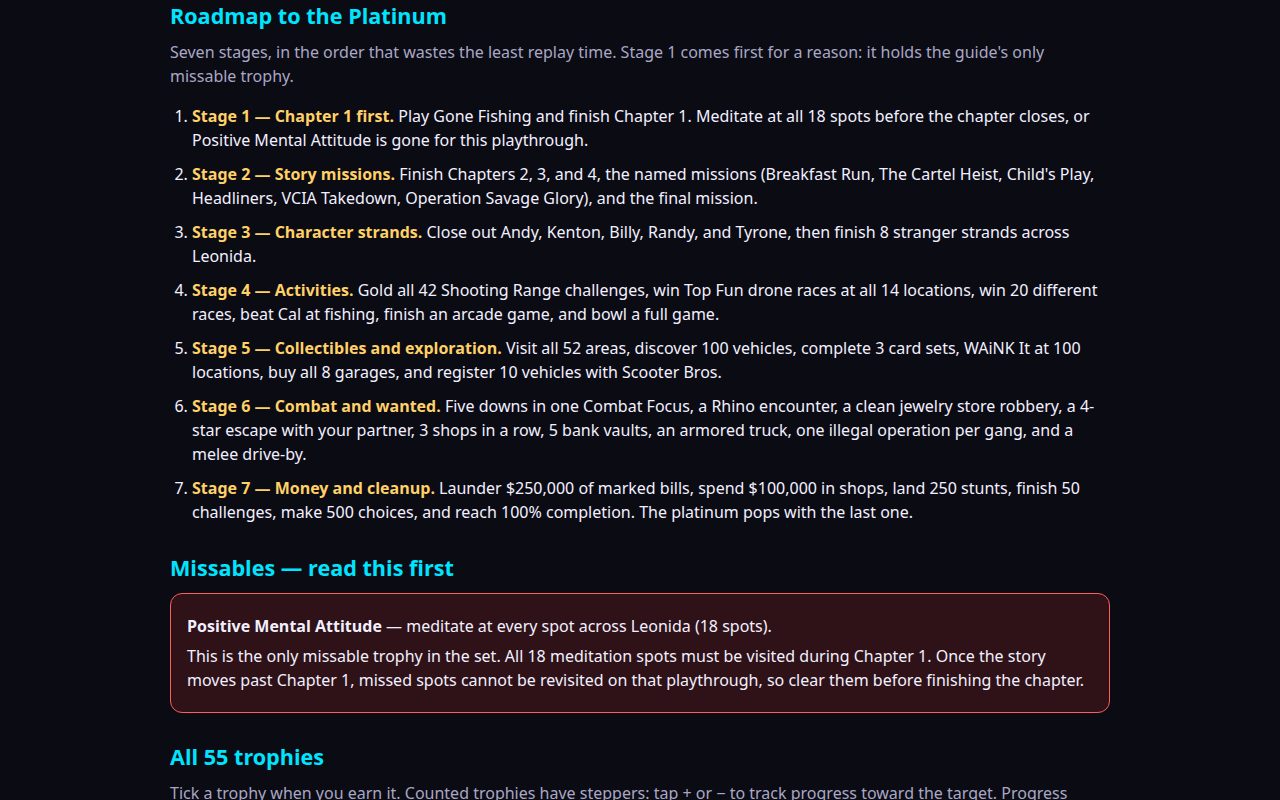 Roadmap to the Platinum
Seven stages, in the order that wastes the least replay time. Stage 1 comes first for a reason: it holds the guide's only
missable trophy.
1. Stage 1 — Chapter 1 first. Play Gone Fishing and finish Chapter 1. Meditate at all 18 spots before the chapter closes, or
Positive Mental Attitude is gone for this playthrough.
2. Stage 2 — Story missions. Finish Chapters 2, 3, and 4, the named missions (Breakfast Run, The Cartel Heist, Child's Play,
Headliners, VCIA Takedown, Operation Savage Glory), and the final mission.
3. Stage 3 — Character strands. Close out Andy, Kenton, Billy, Randy, and Tyrone, then finish 8 stranger strands across
Leonida.
4. Stage 4 — Activities. Gold all 42 Shooting Range challenges, win Top Fun drone races at all 14 locations, win 20 different
races, beat Cal at fishing, finish an arcade game, and bowl a full game.
5. Stage 5 — Collectibles and exploration. Visit all 52 areas, discover 100 vehicles, complete 3 card sets, WAiNK It at 100
locations, buy all 8 garages, and register 10 vehicles with Scooter Bros.
6. Stage 6 — Combat and wanted. Five downs in one Combat Focus, a Rhino encounter, a clean jewelry store robbery, a 4-
star escape with your partner, 3 shops in a row, 5 bank vaults, an armored truck, one illegal operation per gang, and a
melee drive-by.
7. Stage 7 — Money and cleanup. Launder $250,000 of marked bills, spend $100,000 in shops, land 250 stunts, finish 50
challenges, make 500 choices, and reach 100% completion. The platinum pops with the last one.
Missables — read this first
Positive Mental Attitude — meditate at every spot across Leonida (18 spots).
This is the only missable trophy in the set. All 18 meditation spots must be visited during Chapter 1. Once the story
moves past Chapter 1, missed spots cannot be revisited on that playthrough, so clear them before finishing the chapter.
All 55 trophies
Tick a trophy when you earn it. Counted trophies have steppers: tap + or − to track progress toward the target. Progress